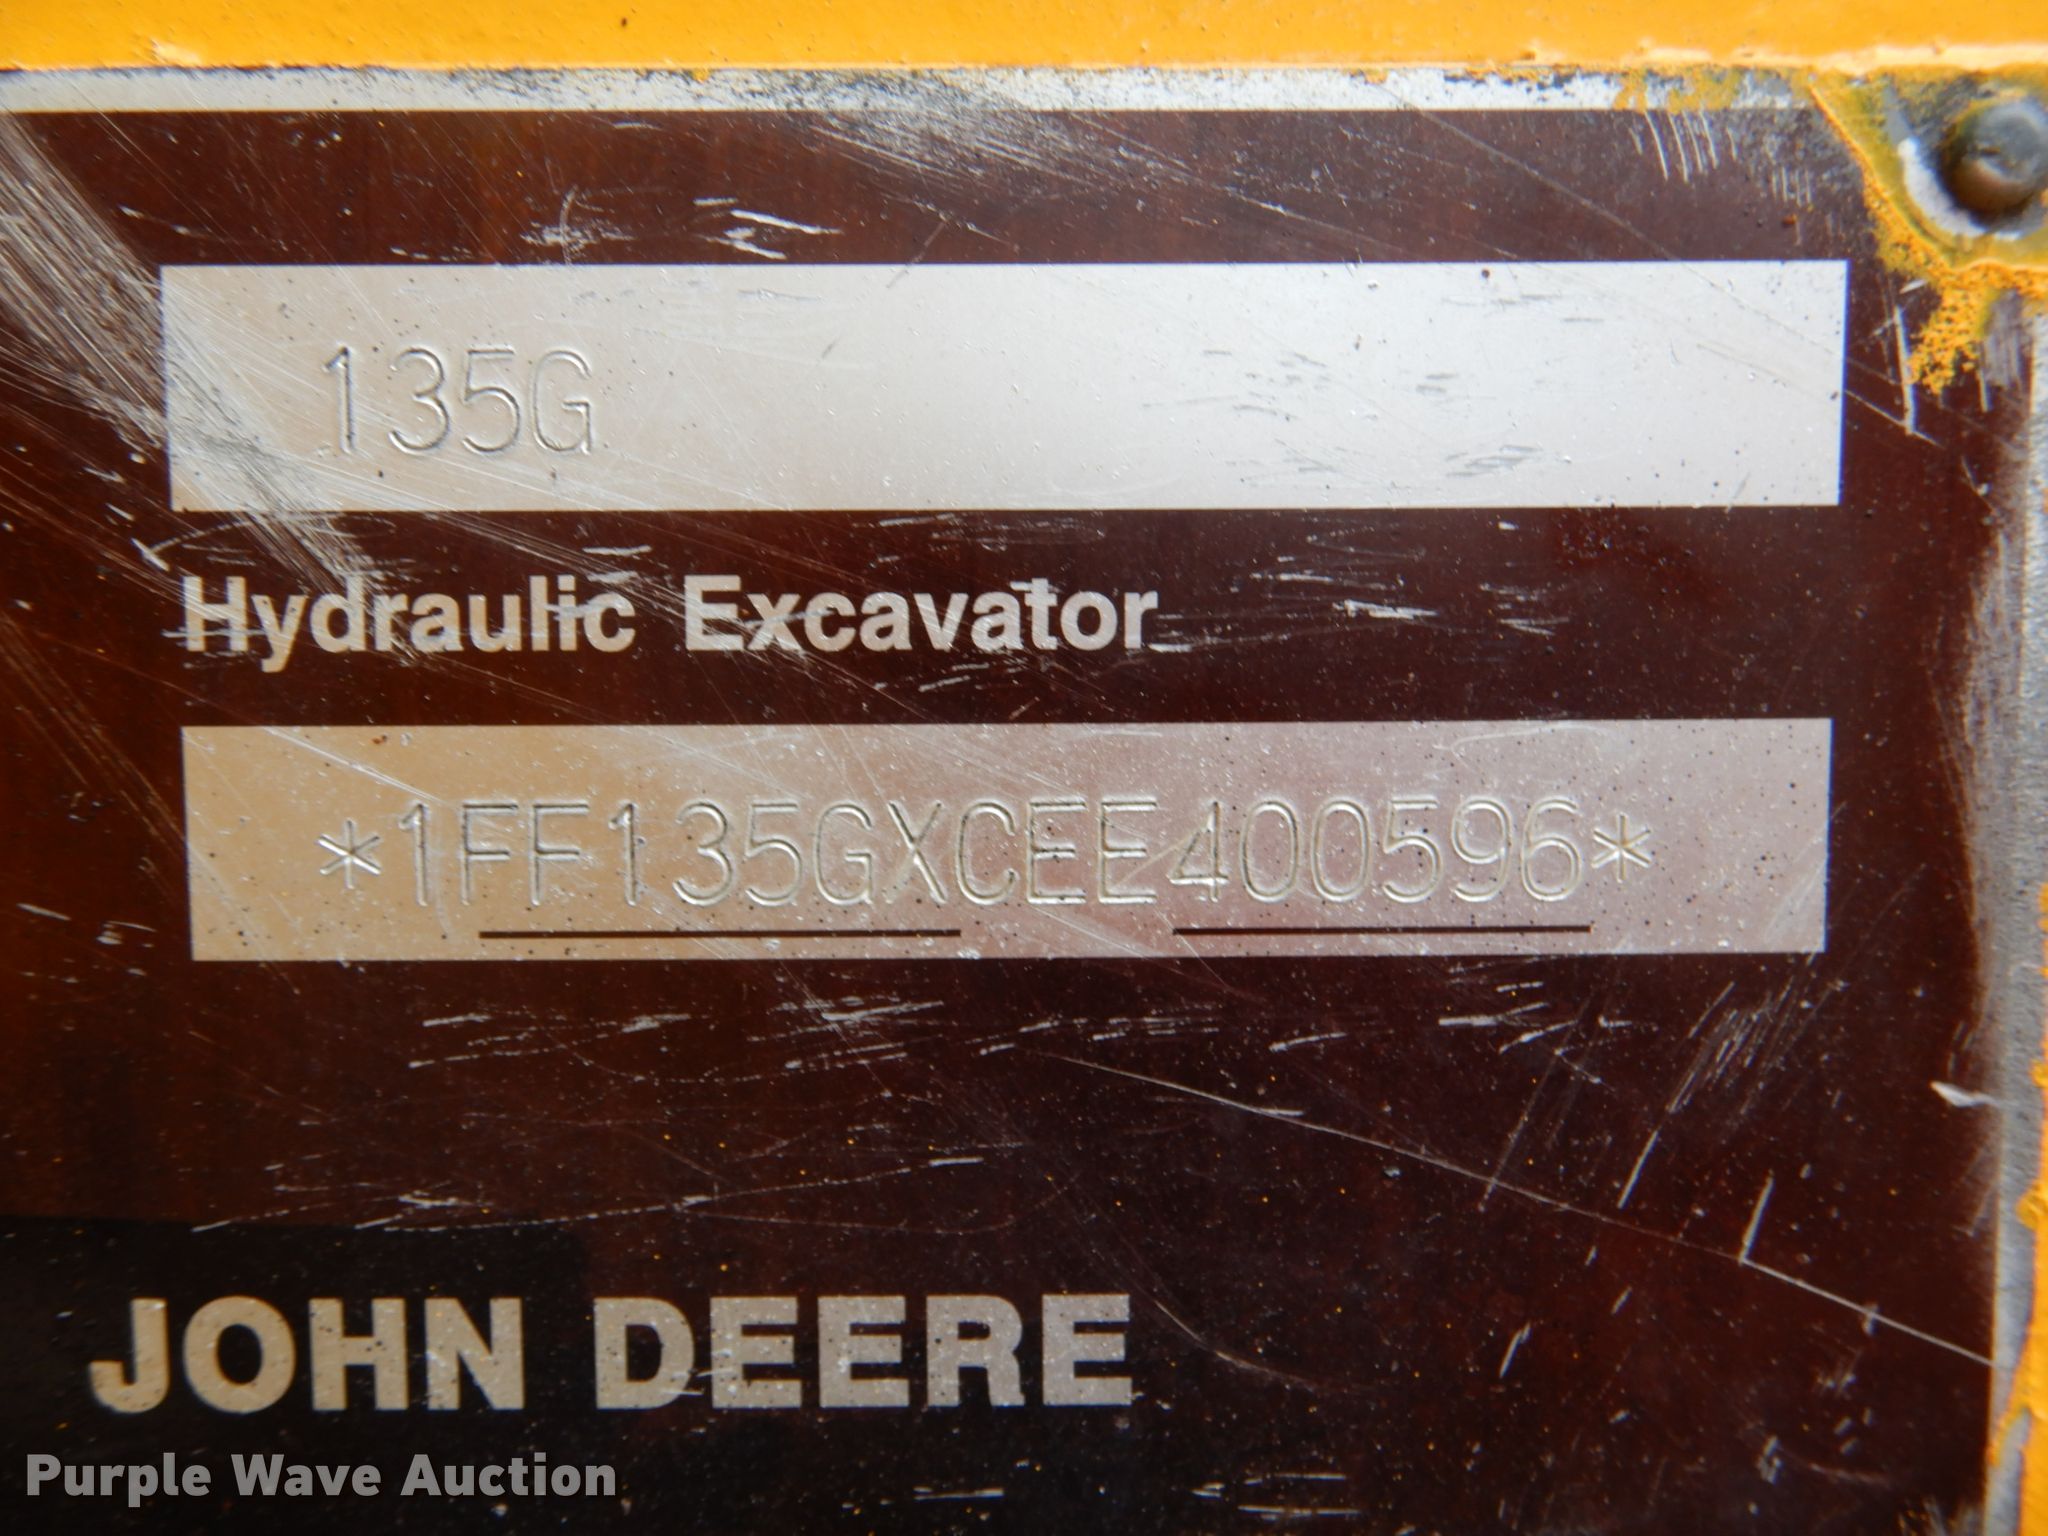 135G
Hydraulic Excavator
*1FF135GXCEE400596*
JOHN DEERE
Purple Wave Auction